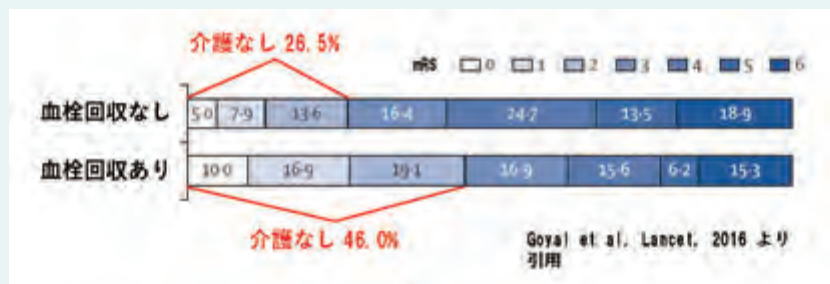 介護なし 26.5%
mRS 0 1 2 3 4 5 6
血栓回収なし 5·0 7·9 13·6 16·4 24·7 13·5 18·9
血栓回収あり 10·0 16·9 19·1 16·9 15·6 6·2 15·3
介護なし 46.0%
Goyal et al. Lancet, 2016 より
引用